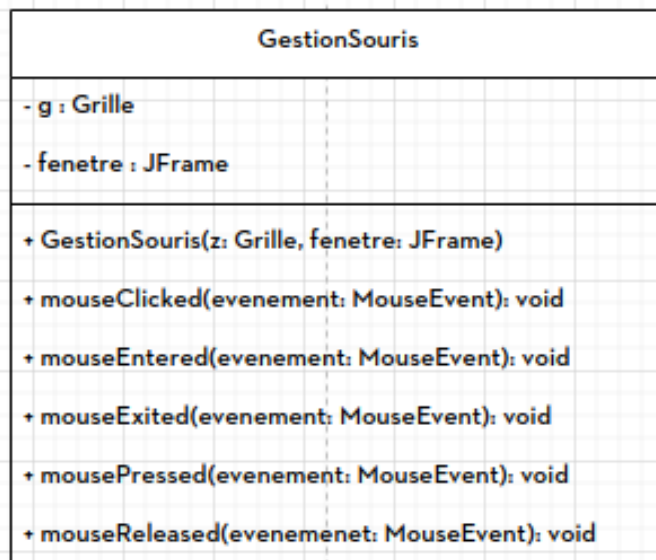 GestionSouris
- g : Grille
- fenetre : JFrame
+ GestionSouris(z: Grille, fenetre: JFrame)
+ mouseClicked(evenement: MouseEvent): void
+ mouseEntered(evenement: MouseEvent): void
+ mouseExited(evenement: MouseEvent): void
+ mousePressed(evenement: MouseEvent): void
+ mouseReleased(evenemenet: MouseEvent): void